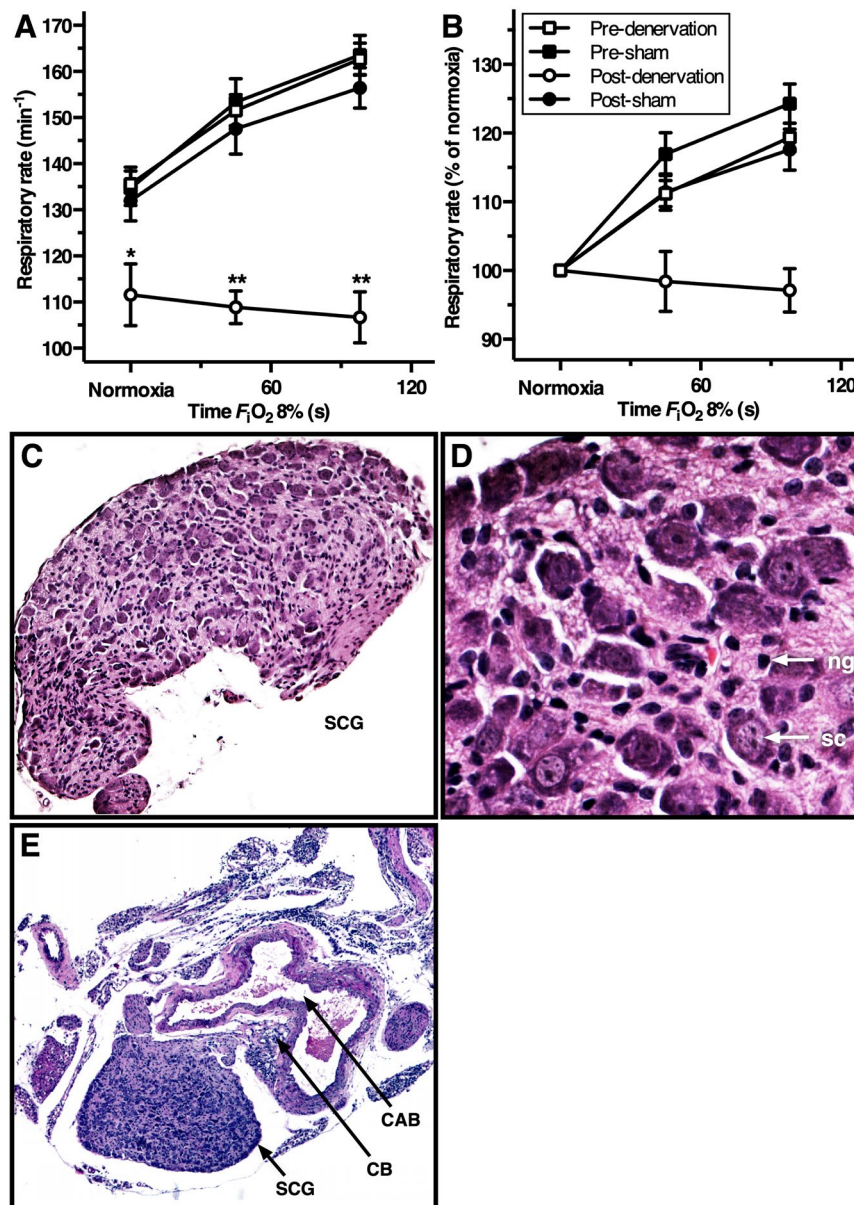 A
170
160
150
140
130
120
110
100
Respiratory rate (min⁻¹)
*
**
**
Normoxia
60
120
Time FᵢO₂ 8% (s)
B
Pre-denervation
Pre-sham
Post-denervation
Post-sham
135
120
110
100
90
Respiratory rate (% of normoxia)
Normoxia
60
120
Time FᵢO₂ 8% (s)
C
SCG
D
ng
sc
E
CAB
CB
SCG